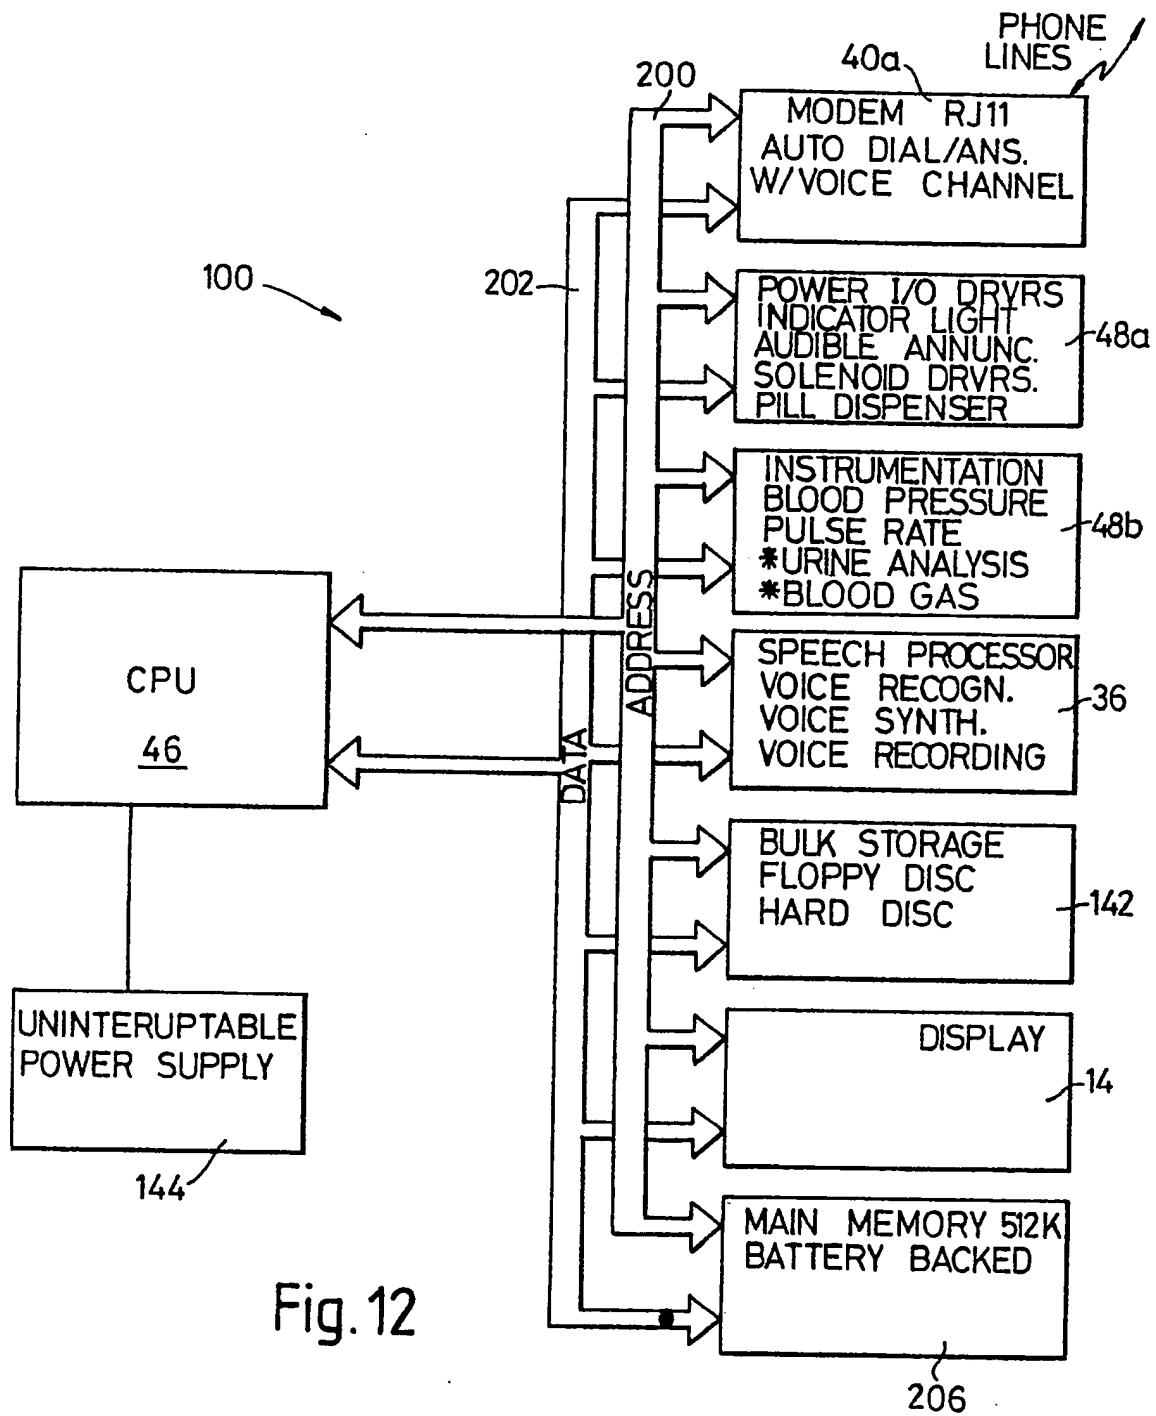 PHONE
LINES
40a
200
MODEM RJ11
AUTO DIAL/ANS.
W/VOICE CHANNEL
100
202
POWER I/O DRVRS
INDICATOR LIGHT
AUDIBLE ANNUNC.
SOLENOID DRVRS.
PILL DISPENSER
48a
INSTRUMENTATION
BLOOD PRESSURE
PULSE RATE
*URINE ANALYSIS
*BLOOD GAS
48b
ADDRESS
CPU
46
SPEECH PROCESSOR
VOICE RECOGN.
VOICE SYNTH.
VOICE RECORDING
36
DATA
BULK STORAGE
FLOPPY DISC
HARD DISC
142
UNINTERUPTABLE
POWER SUPPLY
144
DISPLAY
14
MAIN MEMORY 512K
BATTERY BACKED
206
Fig. 12